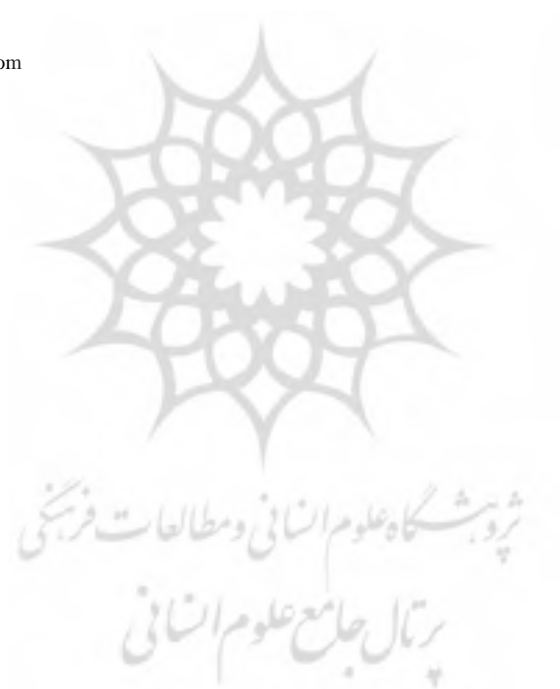 om
پژوهشگاه علوم انسانی و مطالعات فرهنگی
پرتال جامع علوم انسانی